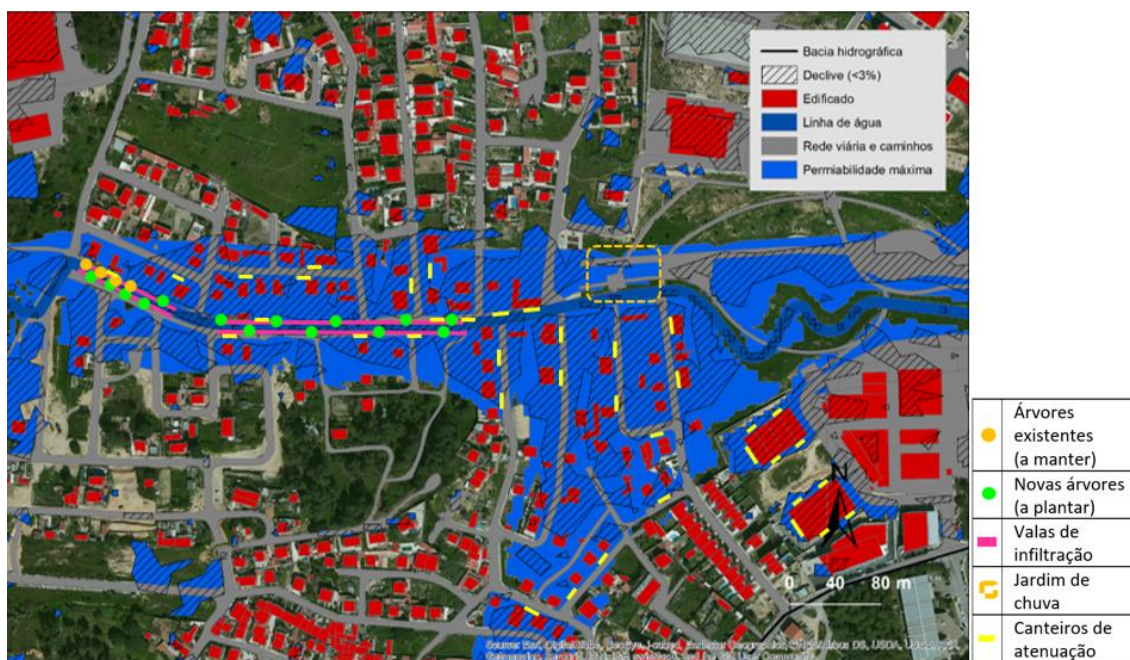 Bacia hidrográfica
Declive (<3%)
Edificado
Linha de água
Rede viária e caminhos
Permiabilidade máxima
N
0 40 80 m
Árvores
existentes
(a manter)
Novas árvores
(a plantar)
Valas de
infiltração
Jardim de
chuva
Canteiros de
atenuação